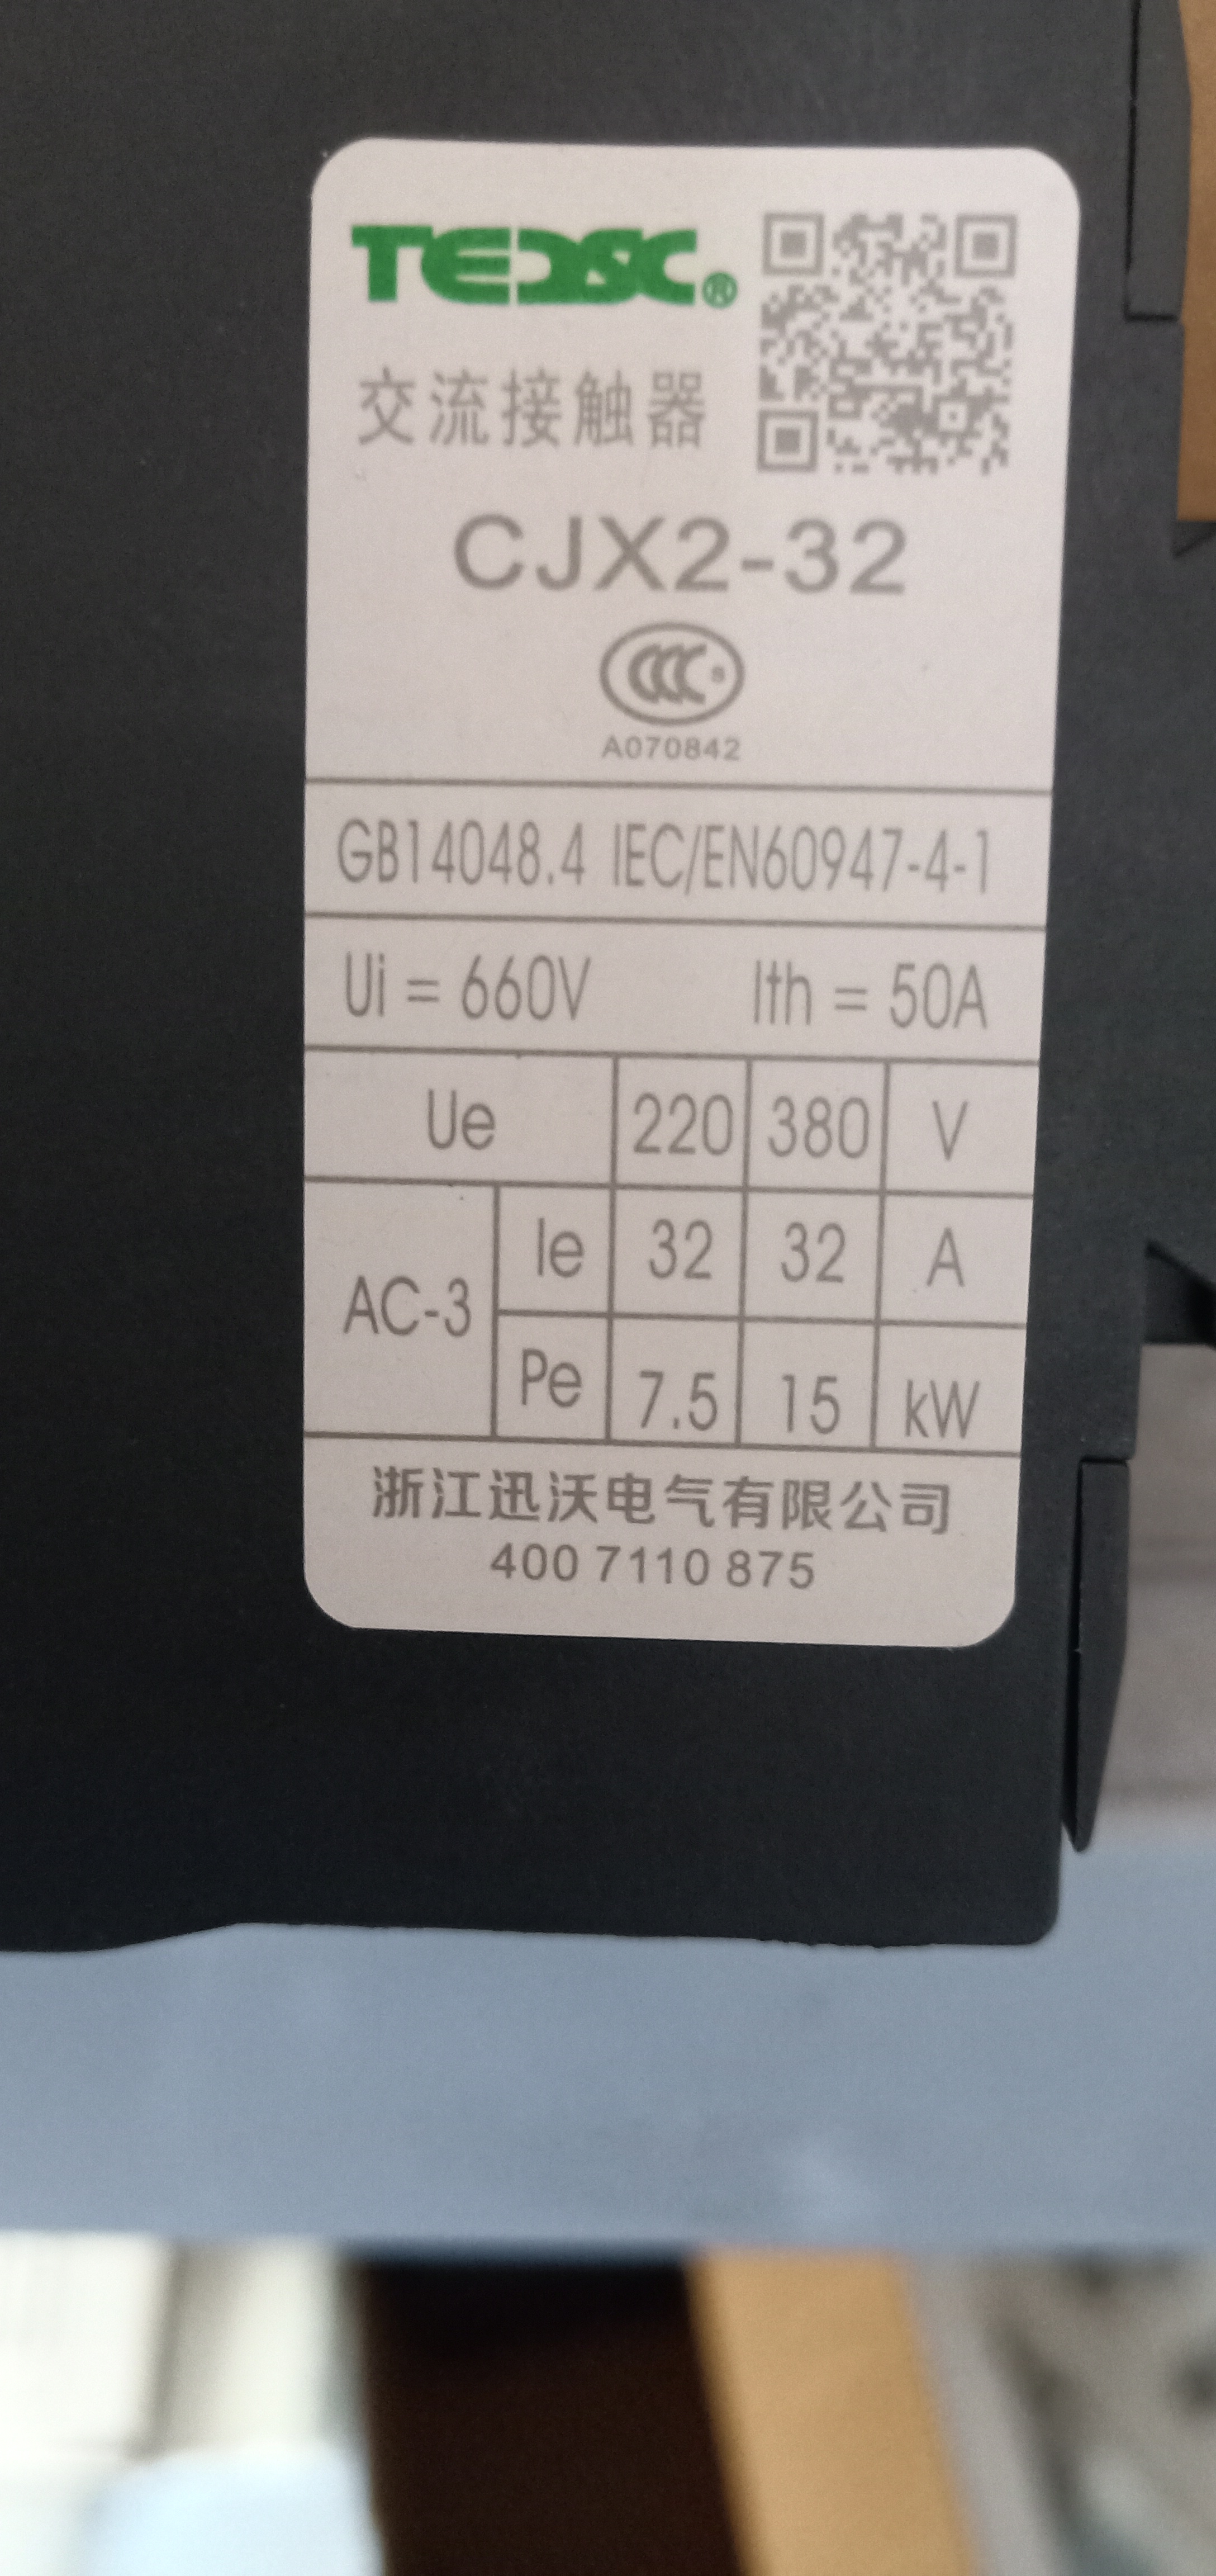 TEDSC®
交流接触器
CJX2-32
CCC S
A070842
GB14048.4 IEC/EN60947-4-1
Ui = 660V Ith = 50A
Ue 220 380 V
AC-3 Ie 32 32 A
Pe 7.5 15 kW
浙江迅沃电气有限公司
400 7110 875